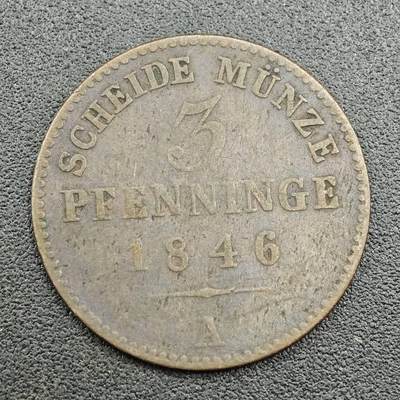 SCHEIDE MÜNZE
3
PFENNINGE
1846
A